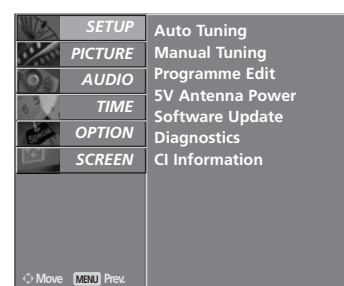 SETUP
PICTURE
AUDIO
TIME
OPTION
SCREEN
Auto Tuning
Manual Tuning
Programme Edit
5V Antenna Power
Software Update
Diagnostics
CI Information
Move MENU Prev.